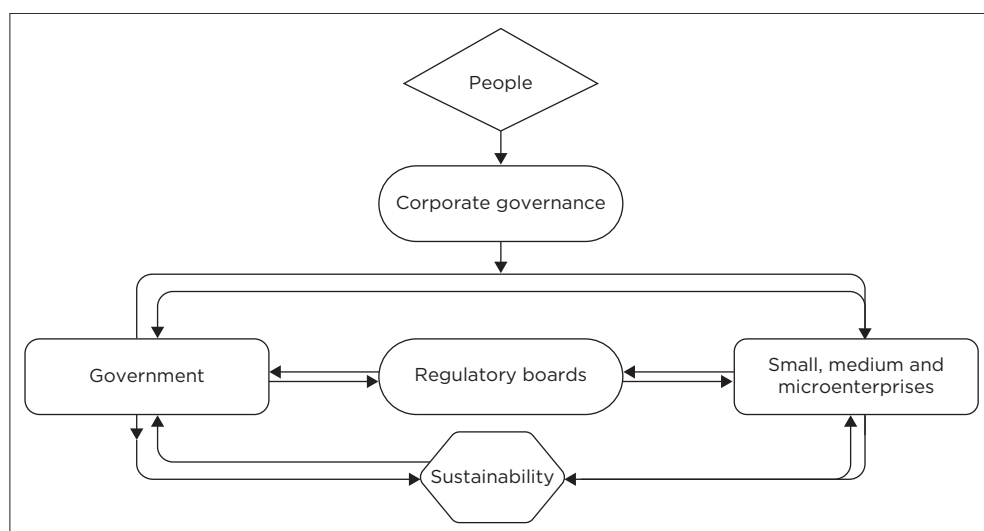 People
Corporate governance
Government
Regulatory boards
Small, medium and
microenterprises
Sustainability